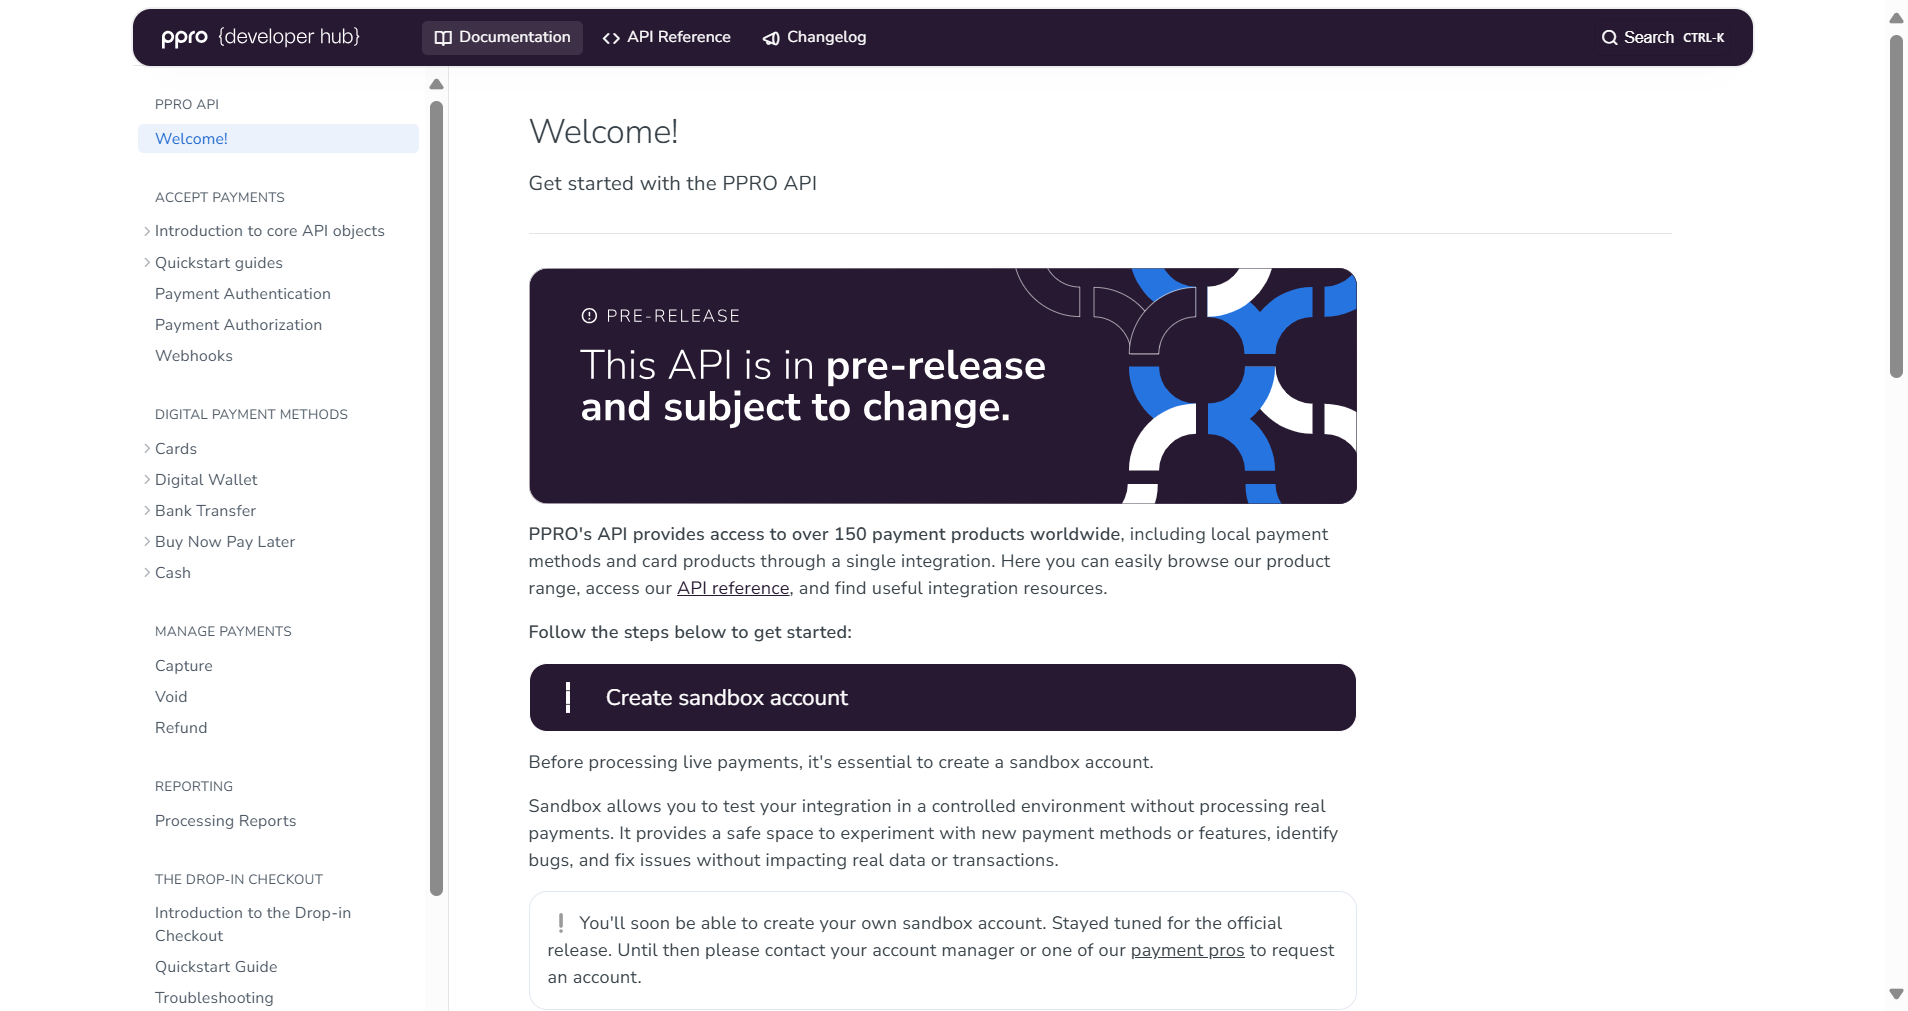 ppro {developer hub}
Documentation
API Reference
Changelog
Search CTRL-K
PPRO API
Welcome!
ACCEPT PAYMENTS
Introduction to core API objects
Quickstart guides
Payment Authentication
Payment Authorization
Webhooks
DIGITAL PAYMENT METHODS
Cards
Digital Wallet
Bank Transfer
Buy Now Pay Later
Cash
MANAGE PAYMENTS
Capture
Void
Refund
REPORTING
Processing Reports
THE DROP-IN CHECKOUT
Introduction to the Drop-in
Checkout
Quickstart Guide
Troubleshooting
Welcome!
Get started with the PPRO API
PRE-RELEASE
This API is in pre-release
and subject to change.
PPRO's API provides access to over 150 payment products worldwide, including local payment
methods and card products through a single integration. Here you can easily browse our product
range, access our API reference, and find useful integration resources.
Follow the steps below to get started:
Create sandbox account
Before processing live payments, it's essential to create a sandbox account.
Sandbox allows you to test your integration in a controlled environment without processing real
payments. It provides a safe space to experiment with new payment methods or features, identify
bugs, and fix issues without impacting real data or transactions.
❕ You'll soon be able to create your own sandbox account. Stayed tuned for the official
release. Until then please contact your account manager or one of our payment pros to request
an account.